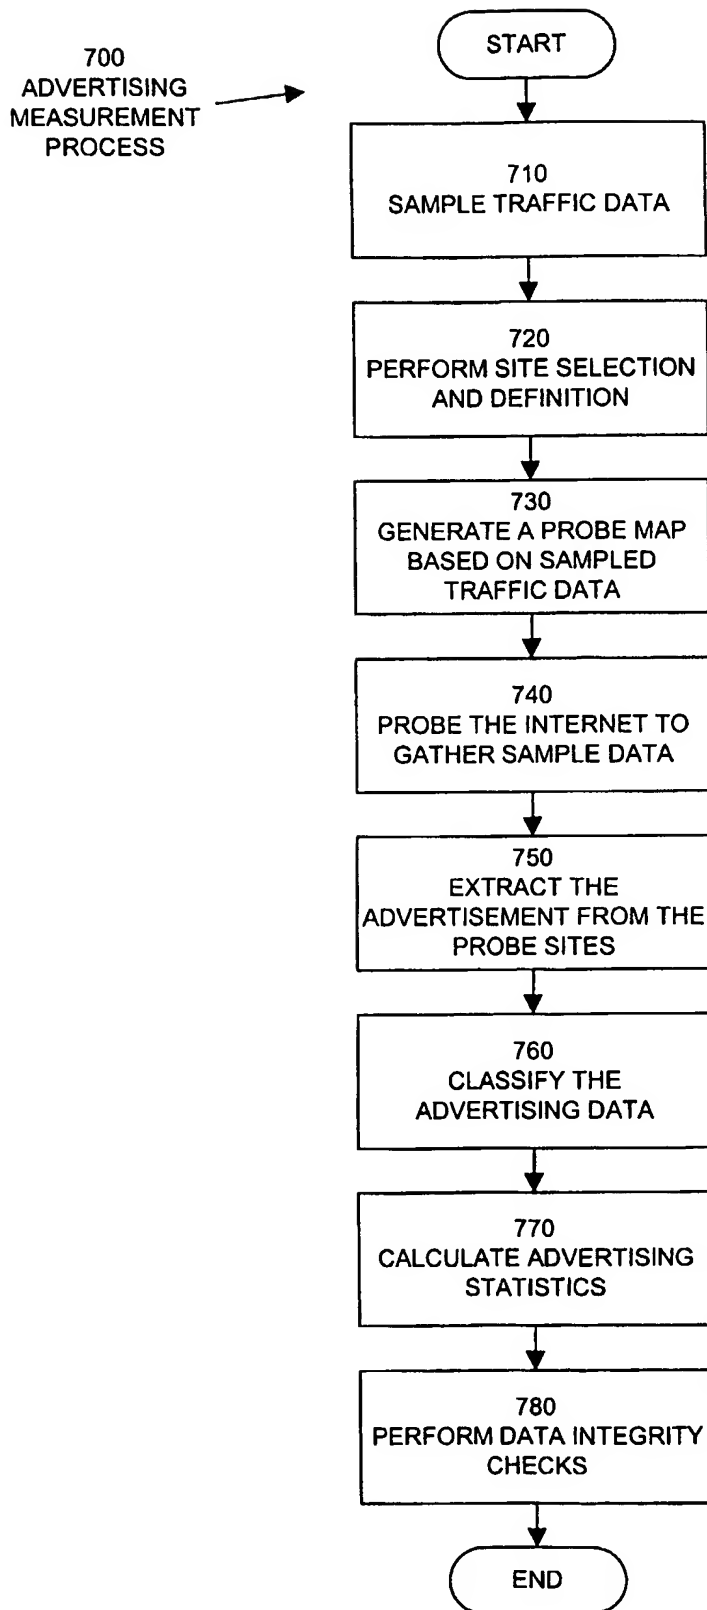 700
ADVERTISING
MEASUREMENT
PROCESS
START
710
SAMPLE TRAFFIC DATA
720
PERFORM SITE SELECTION
AND DEFINITION
730
GENERATE A PROBE MAP
BASED ON SAMPLED
TRAFFIC DATA
740
PROBE THE INTERNET TO
GATHER SAMPLE DATA
750
EXTRACT THE
ADVERTISEMENT FROM THE
PROBE SITES
760
CLASSIFY THE
ADVERTISING DATA
770
CALCULATE ADVERTISING
STATISTICS
780
PERFORM DATA INTEGRITY
CHECKS
END